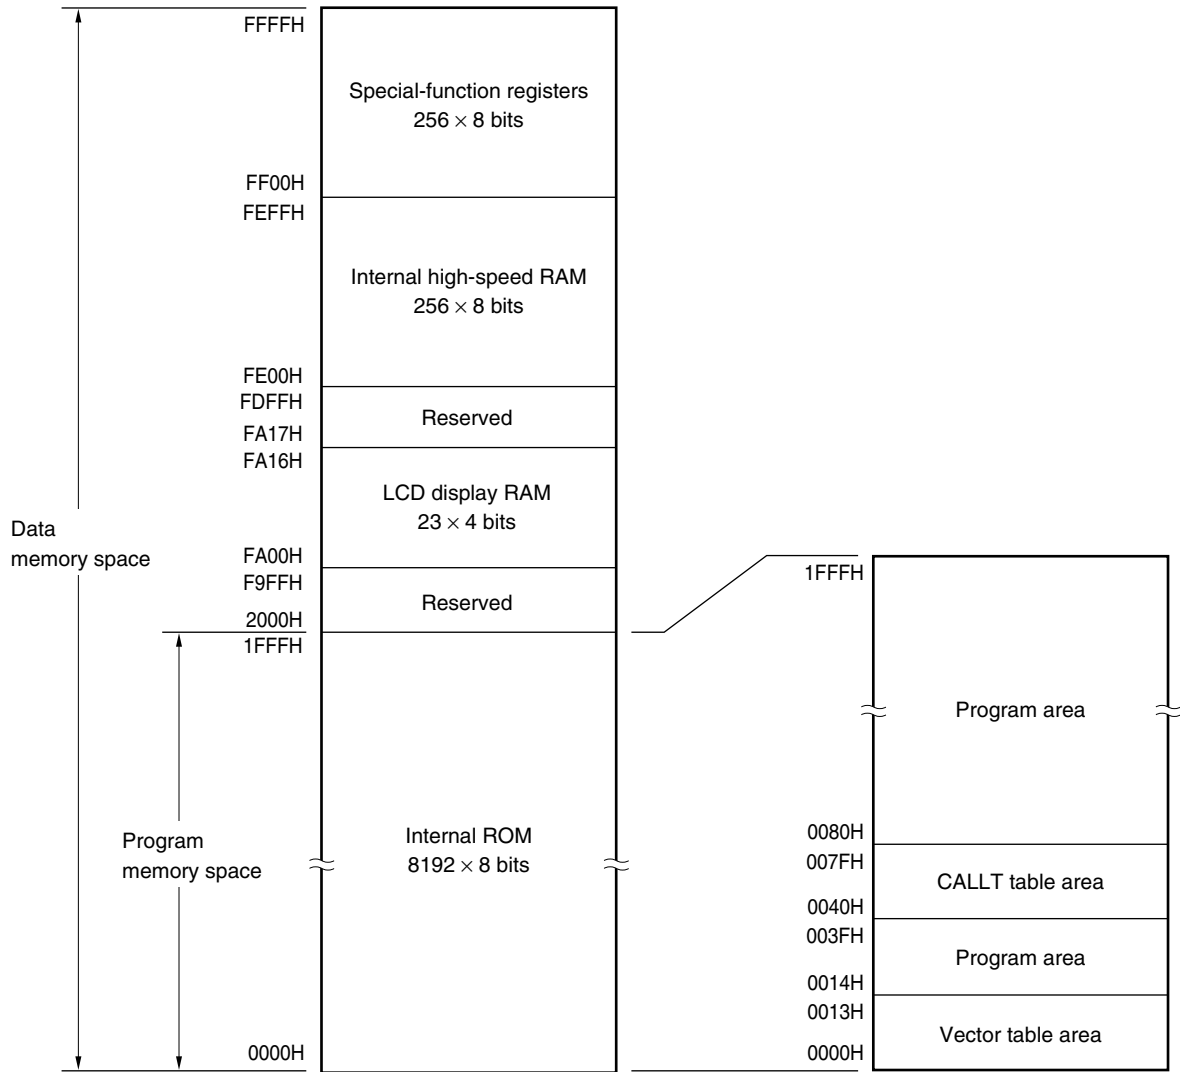 FFFFH
Special-function registers
256 × 8 bits
FF00H
FEFFH
Internal high-speed RAM
256 × 8 bits
FE00H
FDFFH
Reserved
FA17H
FA16H
LCD display RAM
23 × 4 bits
Data
memory space
FA00H
F9FFH
Reserved
2000H
1FFFH
Program
memory space
Internal ROM
8192 × 8 bits
0000H
1FFFH
Program area
0080H
007FH
CALLT table area
0040H
003FH
Program area
0014H
0013H
Vector table area
0000H